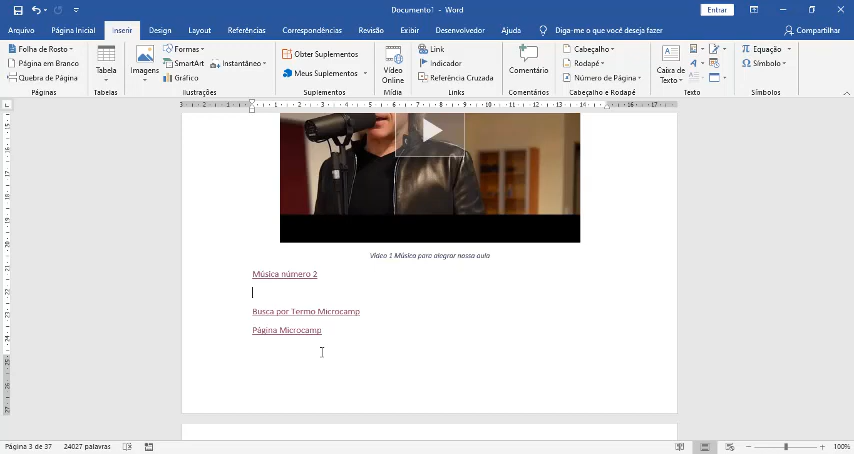 Documento1 - Word
Entrar
Arquivo Página Inicial Inserir Design Layout Referências Correspondências Revisão Exibir Desenvolvedor Ajuda Diga-me o que você deseja fazer Compartilhar
Folha de Rosto
Página em Branco
Quebra de Página
Páginas
Tabela
Tabelas
Imagens
Formas
SmartArt
Gráfico
Instantâneo
Ilustrações
Obter Suplementos
Meus Suplementos
Suplementos
Vídeo
Online
Mídia
Link
Indicador
Referência Cruzada
Links
Comentário
Comentários
Cabeçalho
Rodapé
Número de Página
Cabeçalho e Rodapé
Caixa de
Texto
Texto
Equação
Símbolo
Símbolos
Vídeo 1 Música para alegrar nossa aula
Música número 2
Busca por Termo Microcamp
Página Microcamp
Página 3 de 37 24027 palavras 100%